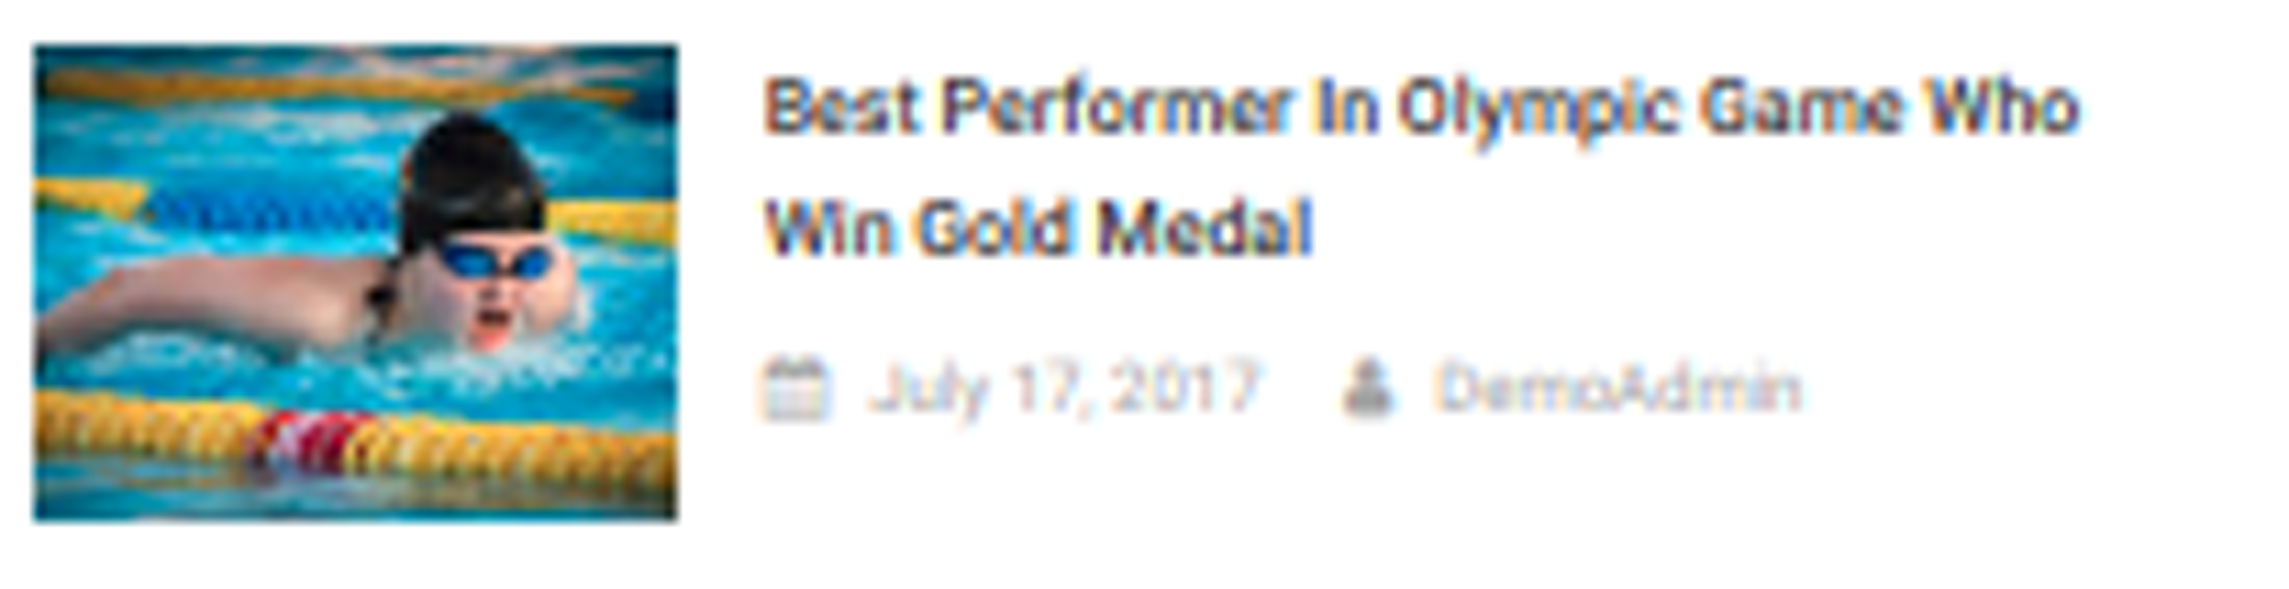 Best Performer In Olympic Game Who
Win Gold Medal
July 17, 2017 DemoAdmin